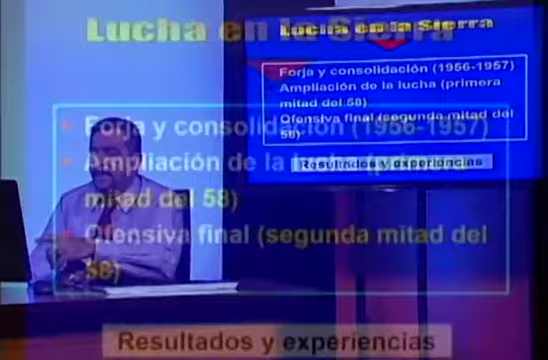 Lucha en la Sierra
Forja y consolidación (1956-1957)
Ampliación de la lucha (primera
mitad del 58)
Ofensiva final (segunda mitad del
58)
Resultados y experiencias
Lucha en la Sierra
Forja y consolidación (1956-1957)
Ampliación de la lucha (primera
mitad del 58)
Ofensiva final (segunda mitad del
58)
Resultados y experiencias